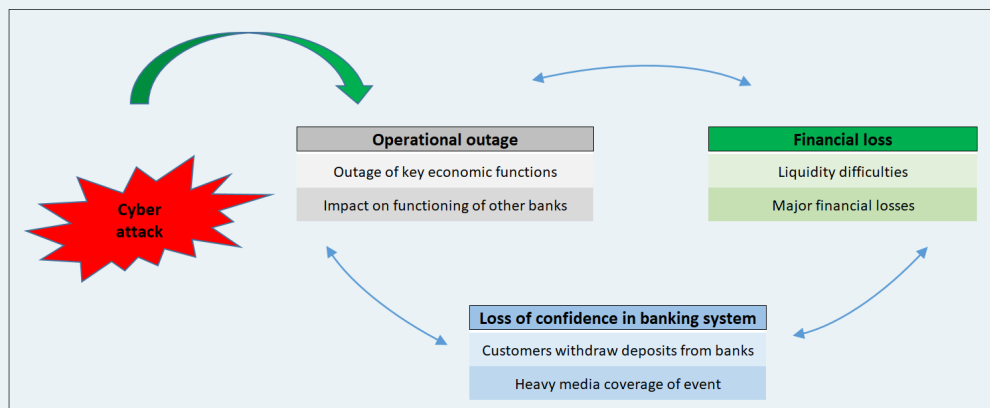 Cyber
attack
Operational outage
Outage of key economic functions
Impact on functioning of other banks
Financial loss
Liquidity difficulties
Major financial losses
Loss of confidence in banking system
Customers withdraw deposits from banks
Heavy media coverage of event